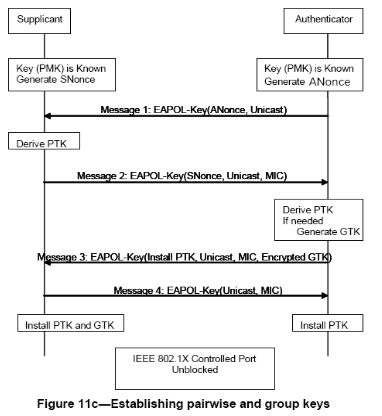 Supplicant
Authenticator
Key (PMK) is Known
Generate SNonce
Key (PMK) is Known
Generate ANonce
Message 1: EAPOL-Key(ANonce, Unicast)
Derive PTK
Message 2: EAPOL-Key(SNonce, Unicast, MIC)
Derive PTK
If needed
Generate GTK
Message 3: EAPOL-Key(Install PTK, Unicast, MIC, Encrypted GTK)
Message 4: EAPOL-Key(Unicast, MIC)
Install PTK and GTK
Install PTK
IEEE 802.1X Controlled Port
Unblocked
Figure 11c—Establishing pairwise and group keys